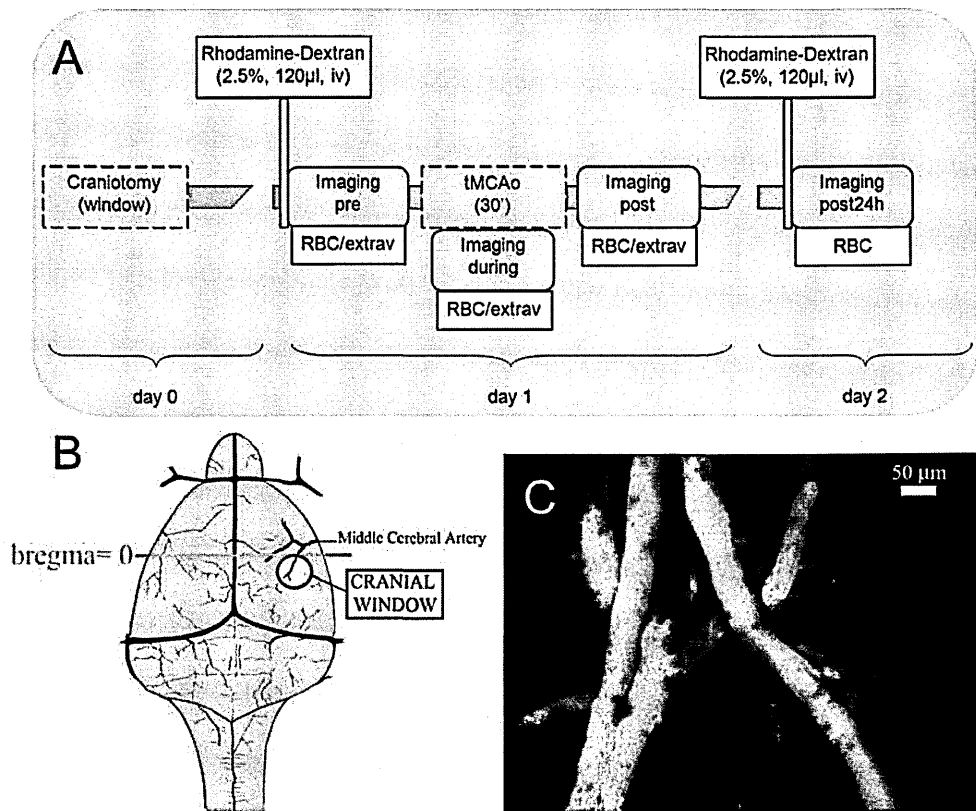 A
Rhodamine-Dextran
(2.5%, 120µl, iv)
Rhodamine-Dextran
(2.5%, 120µl, iv)
Craniotomy
(window)
Imaging
pre
RBC/extrav
tMCAo
(30')
Imaging
during
RBC/extrav
Imaging
post
RBC/extrav
Imaging
post24h
RBC
day 0
day 1
day 2
B
bregma= 0
Middle Cerebral Artery
CRANIAL
WINDOW
C
50 µm